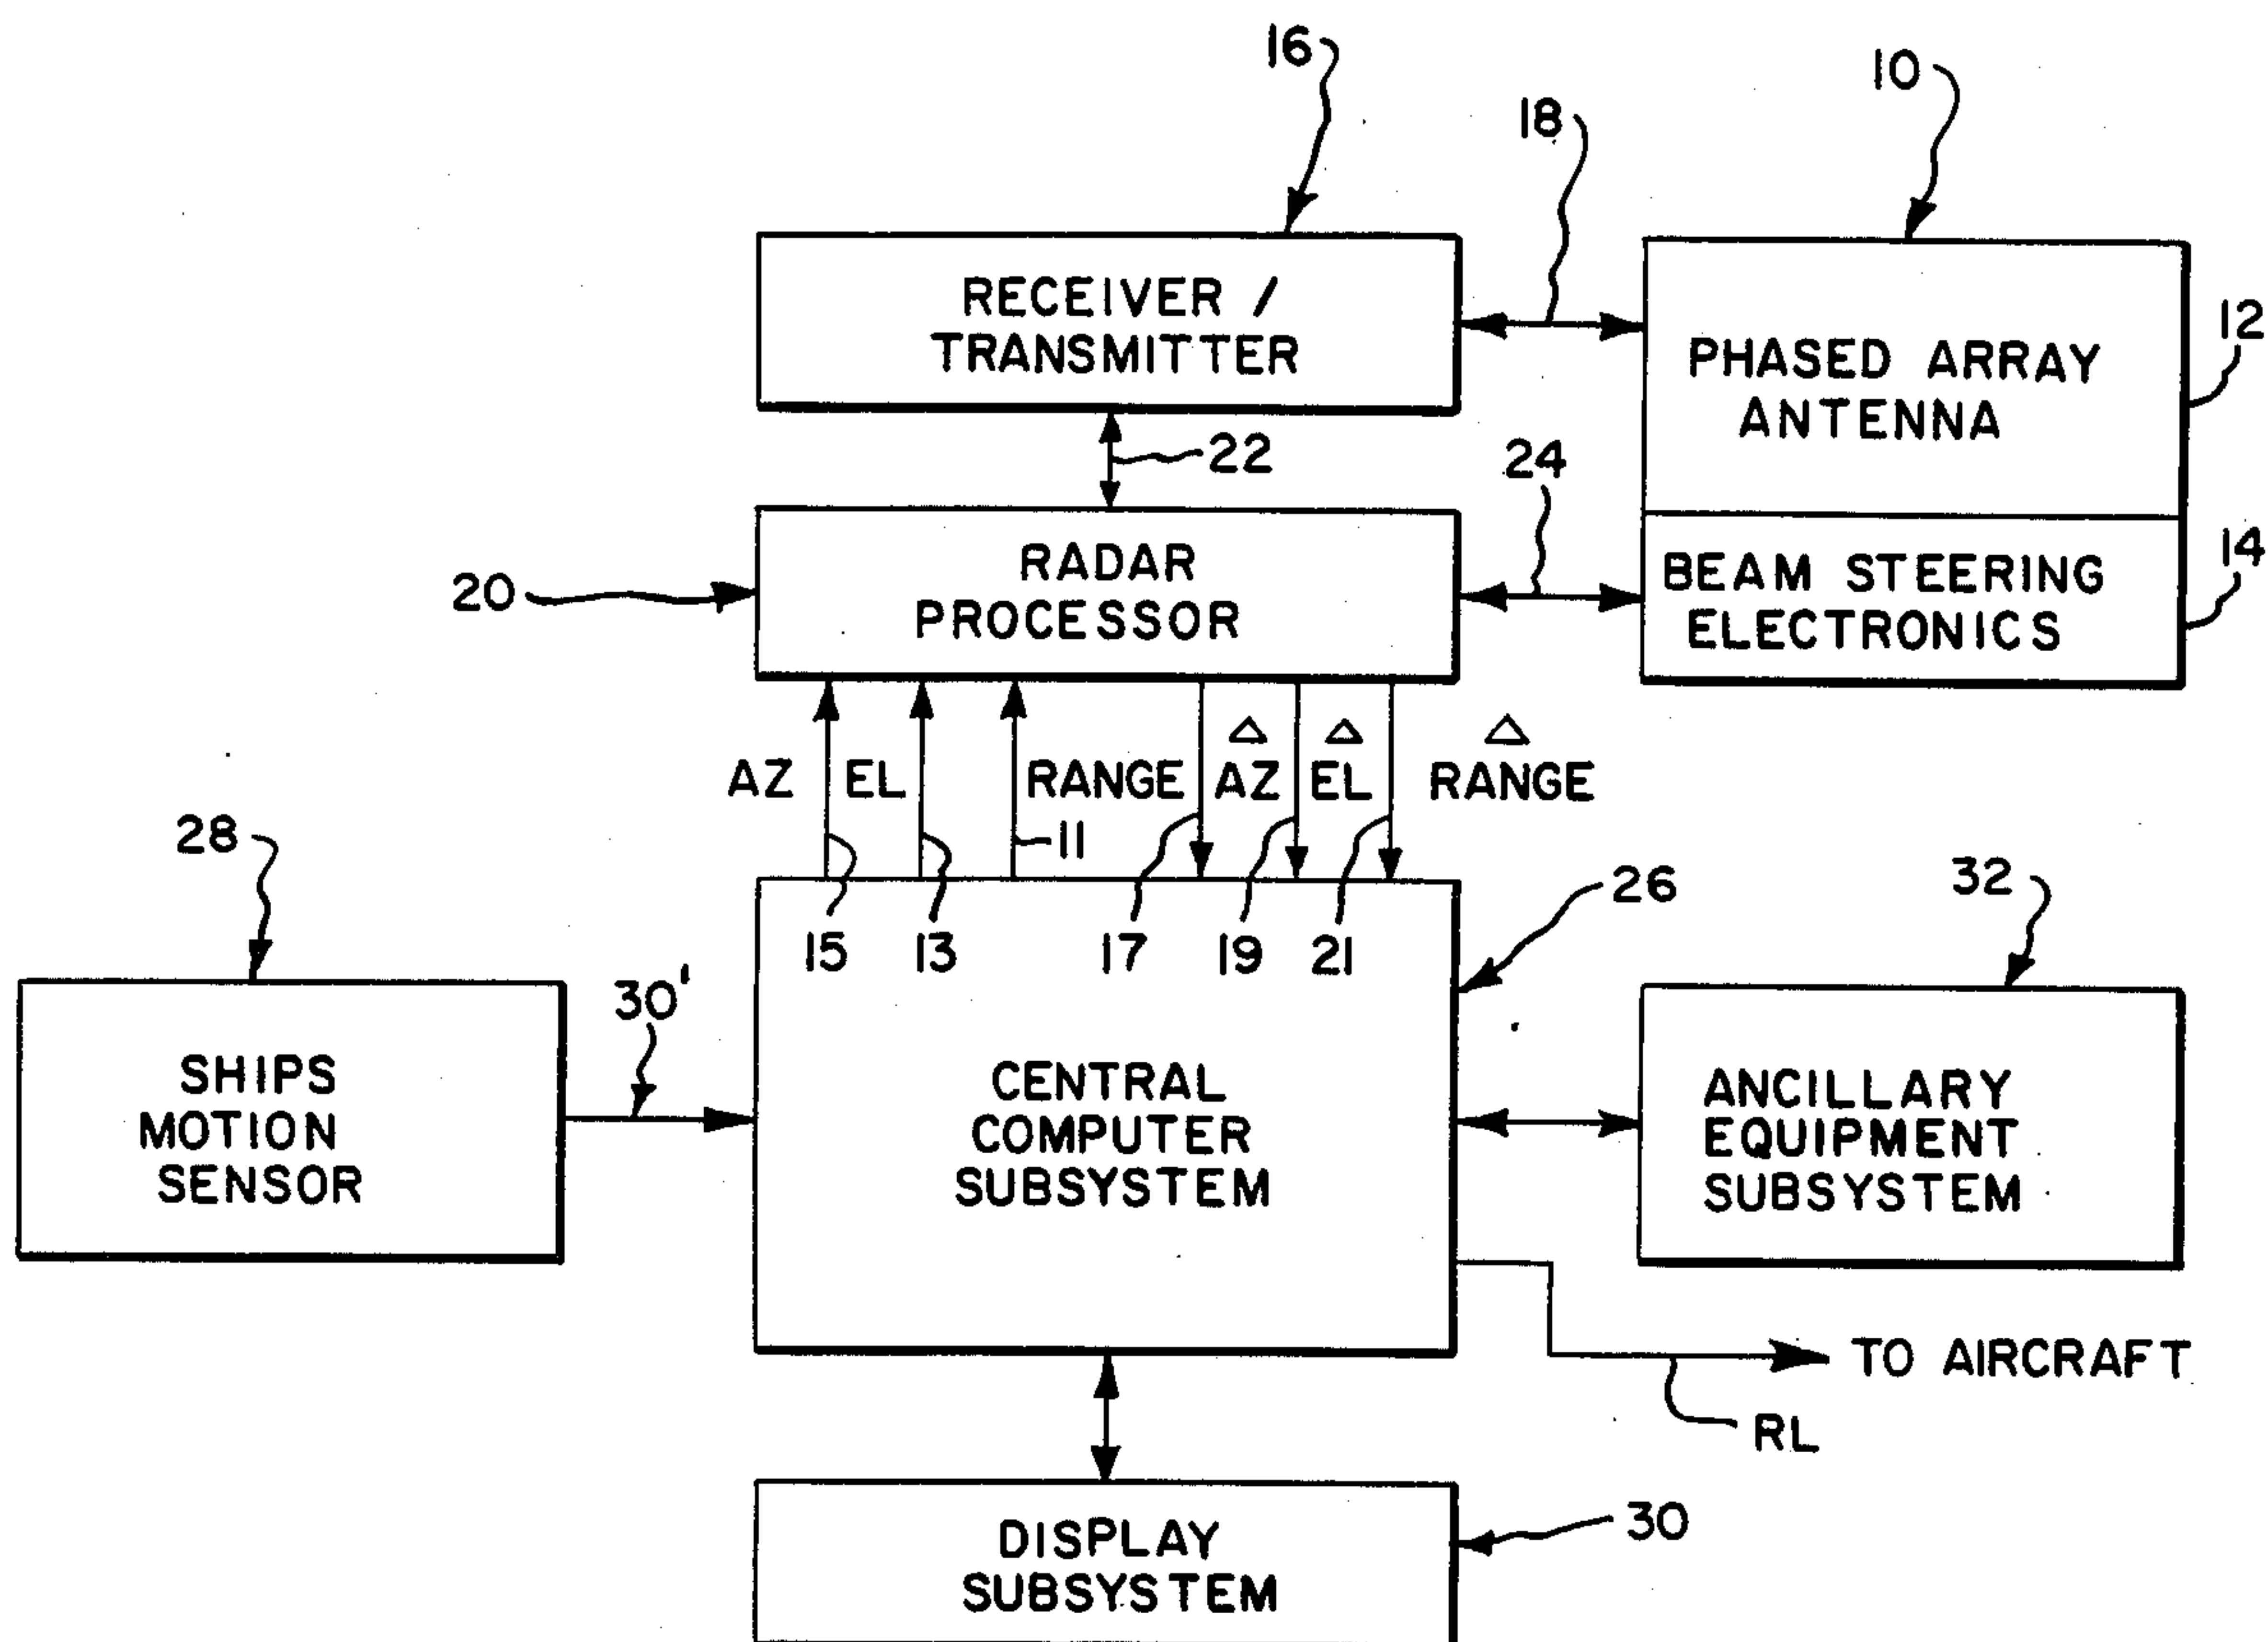 16
10
18
RECEIVER /
TRANSMITTER
12
PHASED ARRAY
ANTENNA
22
24
14
RADAR
PROCESSOR
20
BEAM STEERING
ELECTRONICS
AZ
EL
RANGE
Δ
AZ
Δ
EL
Δ
RANGE
11
28
26
32
15
13
17
19
21
30'
SHIPS
MOTION
SENSOR
CENTRAL
COMPUTER
SUBSYSTEM
ANCILLARY
EQUIPMENT
SUBSYSTEM
TO AIRCRAFT
RL
DISPLAY
SUBSYSTEM
30